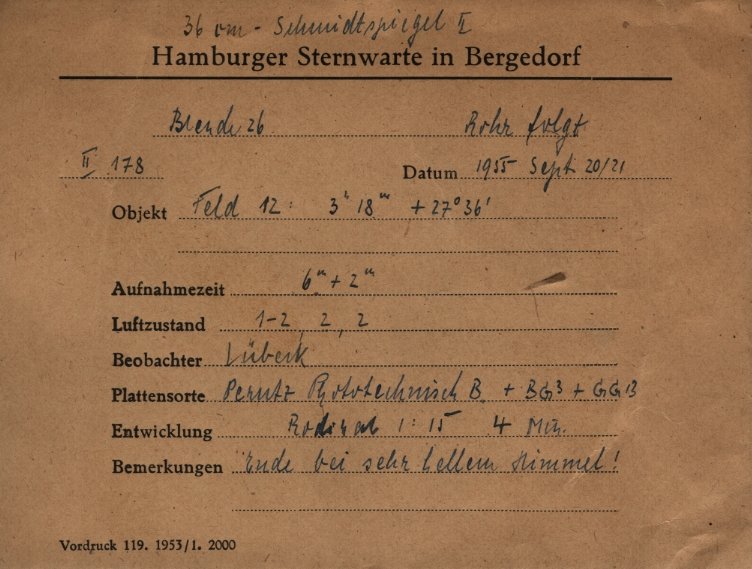 36 cm - Schmidtspiegel II
Hamburger Sternwarte in Bergedorf
Blende 26 Rohr folgt
II 178 Datum 1955 Sept 20/21
Objekt Feld 12: 3ʰ 18ᵐ +27° 36'
Aufnahmezeit 6ᵐ + 2ᵐ
Luftzustand 1-2, 2, 2
Beobachter Lübeck
Plattensorte Perutz Phototechnisch B + BG3 + GG13
Entwicklung Rodinal 1:15 4 Min.
Bemerkungen Ende bei sehr hellem Himmel!
Vordruck 119. 1953/1. 2000